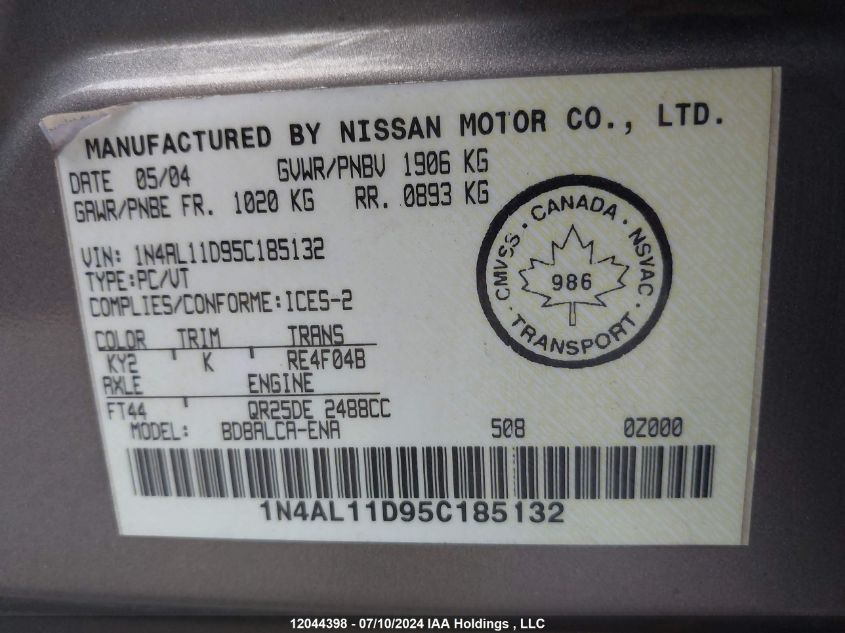 MANUFACTURED BY NISSAN MOTOR CO., LTD.
DATE 05/04 GVWR/PNBV 1906 KG
GAWR/PNBE FR. 1020 KG RR. 0893 KG
VIN: 1N4AL11D95C185132
TYPE:PC/VT
COMPLIES/CONFORME:ICES-2
CMVSS · CANADA · NSVAC
986
· TRANSPORT ·
COLOR TRIM TRANS
KY2 ' K ' RE4F04B
AXLE ENGINE
FT44 ' QR25DE 2488CC
MODEL: BDBALCA-ENA 508 0Z000
1N4AL11D95C185132
12044398 - 07/10/2024 IAA Holdings , LLC